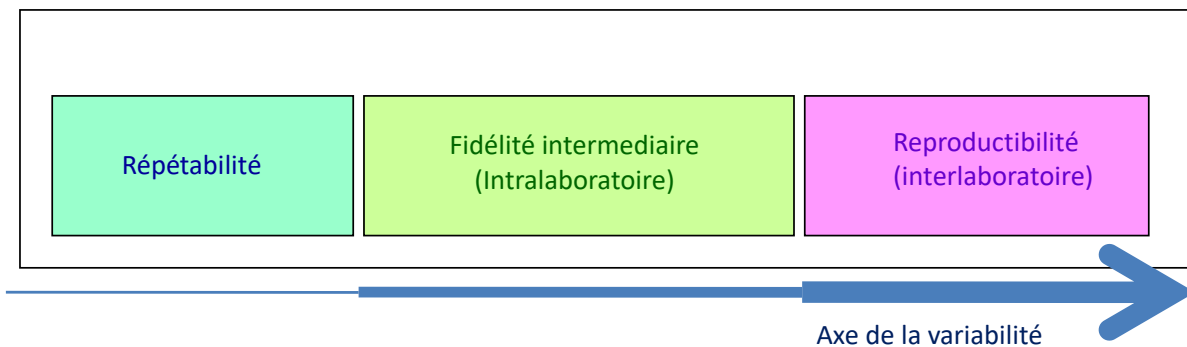 Répétabilité
Fidélité intermediaire
(Intralaboratoire)
Reproductibilité
(interlaboratoire)
Axe de la variabilité